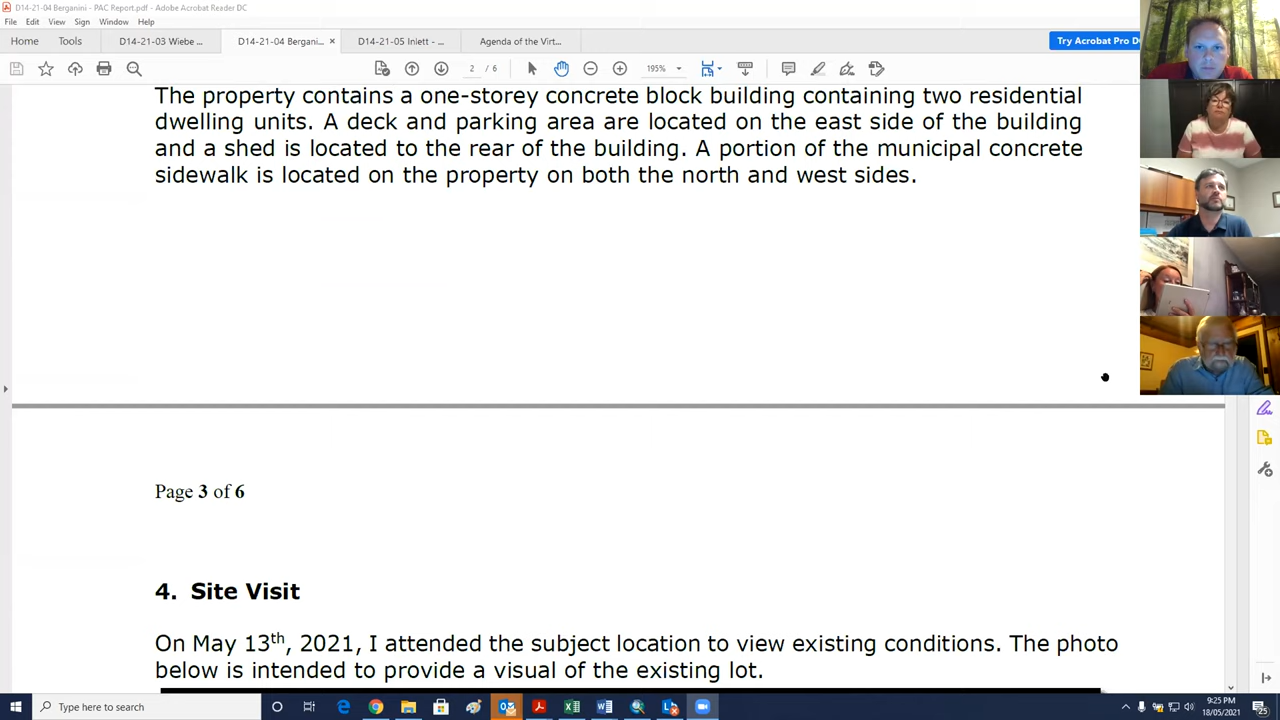 D14-21-04 Berganini - PAC Report.pdf - Adobe Acrobat Reader DC
File Edit View Sign Window Help
Home Tools D14-21-03 Wiebe ... D14-21-04 Bergani... × D14-21-05 Inlett - ... Agenda of the Virt... Try Acrobat Pro D
2 / 6 195%
The property contains a one-storey concrete block building containing two residential
dwelling units. A deck and parking area are located on the east side of the building
and a shed is located to the rear of the building. A portion of the municipal concrete
sidewalk is located on the property on both the north and west sides.
Page 3 of 6
4. Site Visit
On May 13th, 2021, I attended the subject location to view existing conditions. The photo
below is intended to provide a visual of the existing lot.
Type here to search
9:25 PM
18/05/2021
25